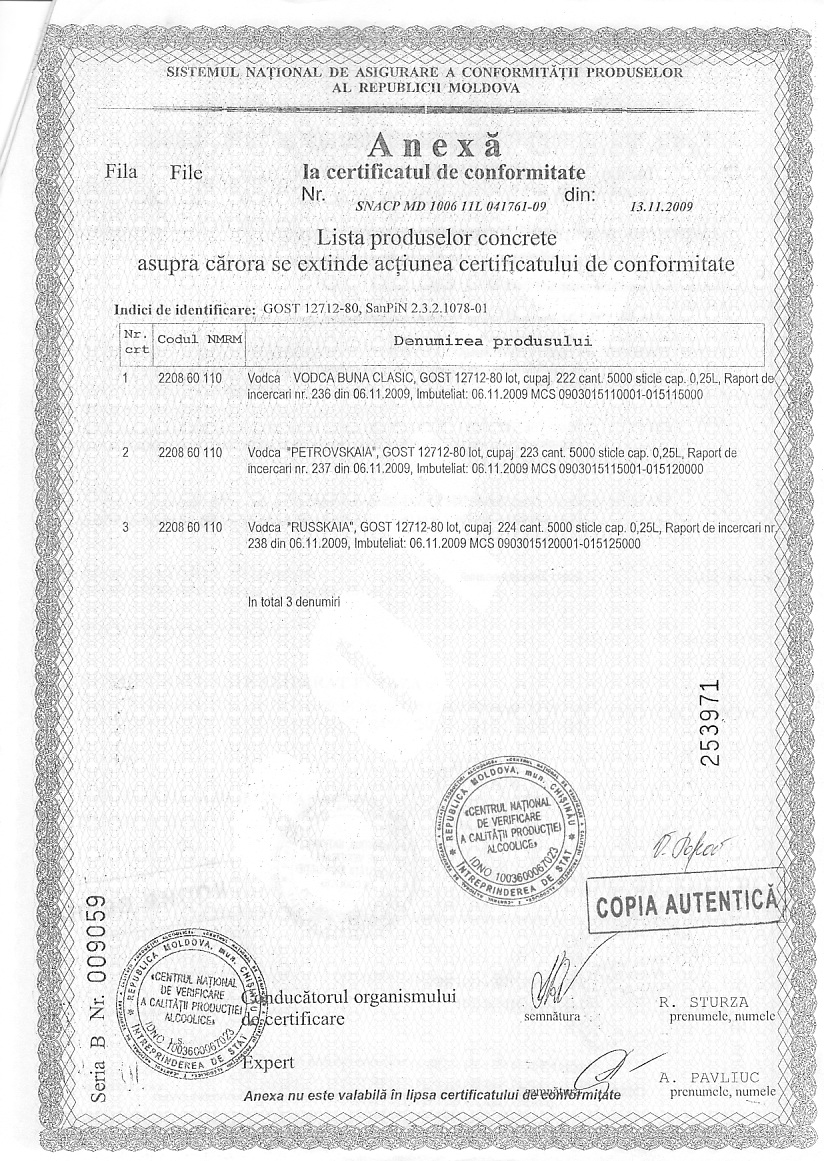 SISTEMUL NAȚIONAL DE ASIGURARE A CONFORMITĂȚII PRODUSELOR
AL REPUBLICII MOLDOVA
Anexă
Fila File la certificatul de conformitate
Nr. SNACP MD 1006 11L 041761-09 din: 13.11.2009
Lista produselor concrete
asupra cărora se extinde acțiunea certificatului de conformitate
Indici de identificare: GOST 12712-80, SanPiN 2.3.2.1078-01
Nr. crt Codul NMRM Denumirea produsului
1 2208 60 110 Vodca VODCA BUNA CLASIC, GOST 12712-80 lot, cupaj 222 cant. 5000 sticle cap. 0,25L, Raport de
incercari nr. 236 din 06.11.2009, Imbuteliat: 06.11.2009 MCS 0903015110001-015115000
2 2208 60 110 Vodca "PETROVSKAIA", GOST 12712-80 lot, cupaj 223 cant. 5000 sticle cap. 0,25L, Raport de
incercari nr. 237 din 06.11.2009, Imbuteliat: 06.11.2009 MCS 0903015115001-015120000
3 2208 60 110 Vodca "RUSSKAIA", GOST 12712-80 lot, cupaj 224 cant. 5000 sticle cap. 0,25L, Raport de incercari nr.
238 din 06.11.2009, Imbuteliat: 06.11.2009 MCS 0903015120001-015125000
In total 3 denumiri
253971
REPUBLICA MOLDOVA, mun. CHIȘINĂU
«CENTRUL NAȚIONAL
DE VERIFICARE
A CALITĂȚII PRODUCȚIEI
ALCOOLICE»
IDNO 1003600067023
ÎNTREPRINDEREA DE STAT
COPIA AUTENTICĂ
Seria B Nr. 009059
REPUBLICA MOLDOVA, mun. CHIȘINĂU
«CENTRUL NAȚIONAL
DE VERIFICARE
A CALITĂȚII PRODUCȚIEI
ALCOOLICE»
L.S.
IDNO 1003600067023
ÎNTREPRINDEREA DE STAT
Conducătorul organismului
de certificare
semnătura
R. STURZA
prenumele, numele
Expert
semnătura
A. PAVLIUC
prenumele, numele
Anexa nu este valabilă în lipsa certificatului de conformitate